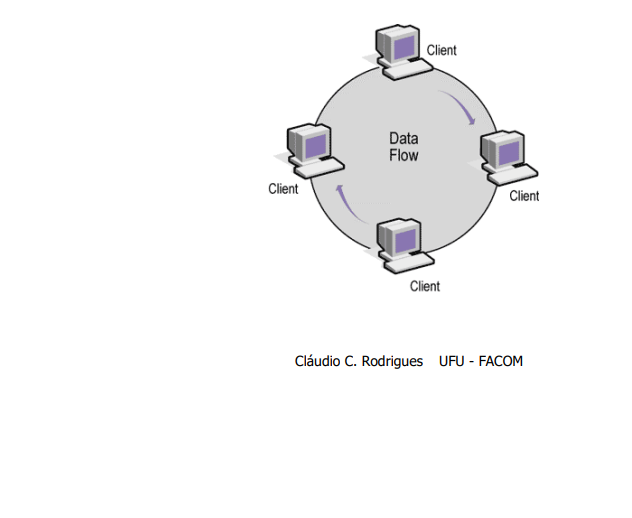 Client
Data
Flow
Client
Client
Client
Cláudio C. Rodrigues UFU - FACOM